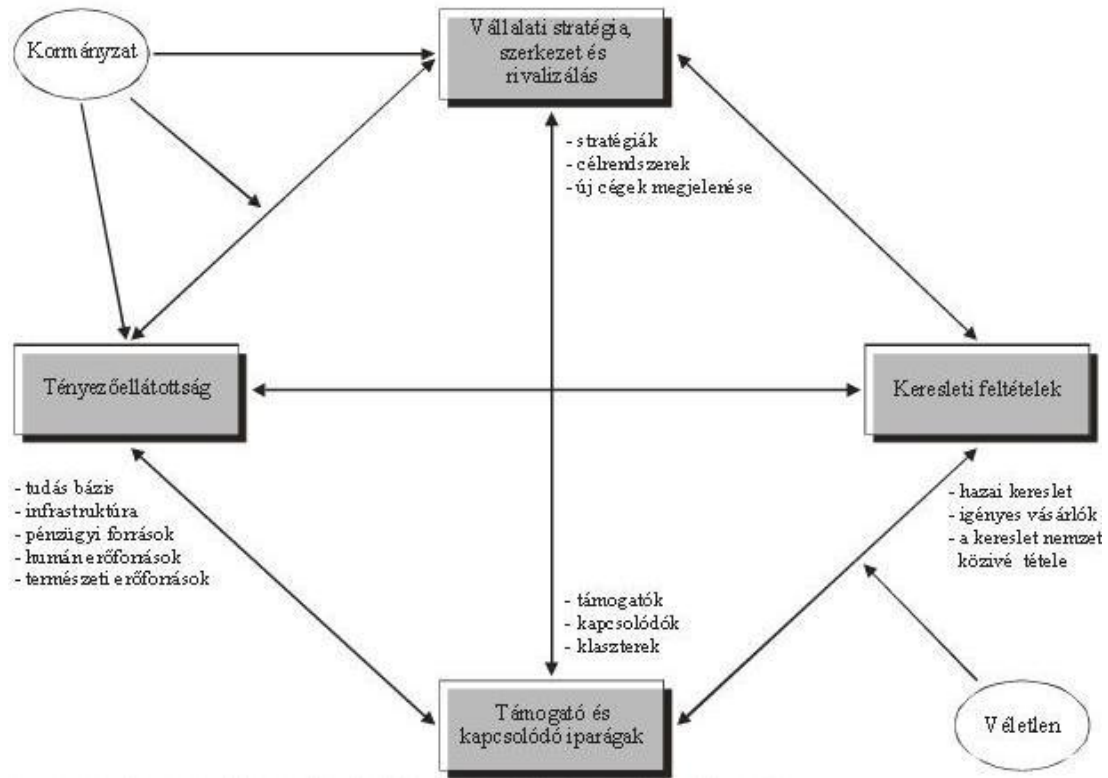 Kormányzat
Vállalati stratégia,
szerkezet és
rivalizálás
- stratégiák
- célrendszerek
- új cégek megjelenése
Tényezőellátottság
Keresleti feltételek
- tudás bázis
- infrastruktúra
- pénzügyi források
- humán erőforrások
- természeti erőforrások
- hazai kereslet
- igényes vásárlók
- a kereslet nemzet
közivé tétele
- támogatók
- kapcsolódók
- klaszterek
Támogató és
kapcsolódó iparágak
Véletlen